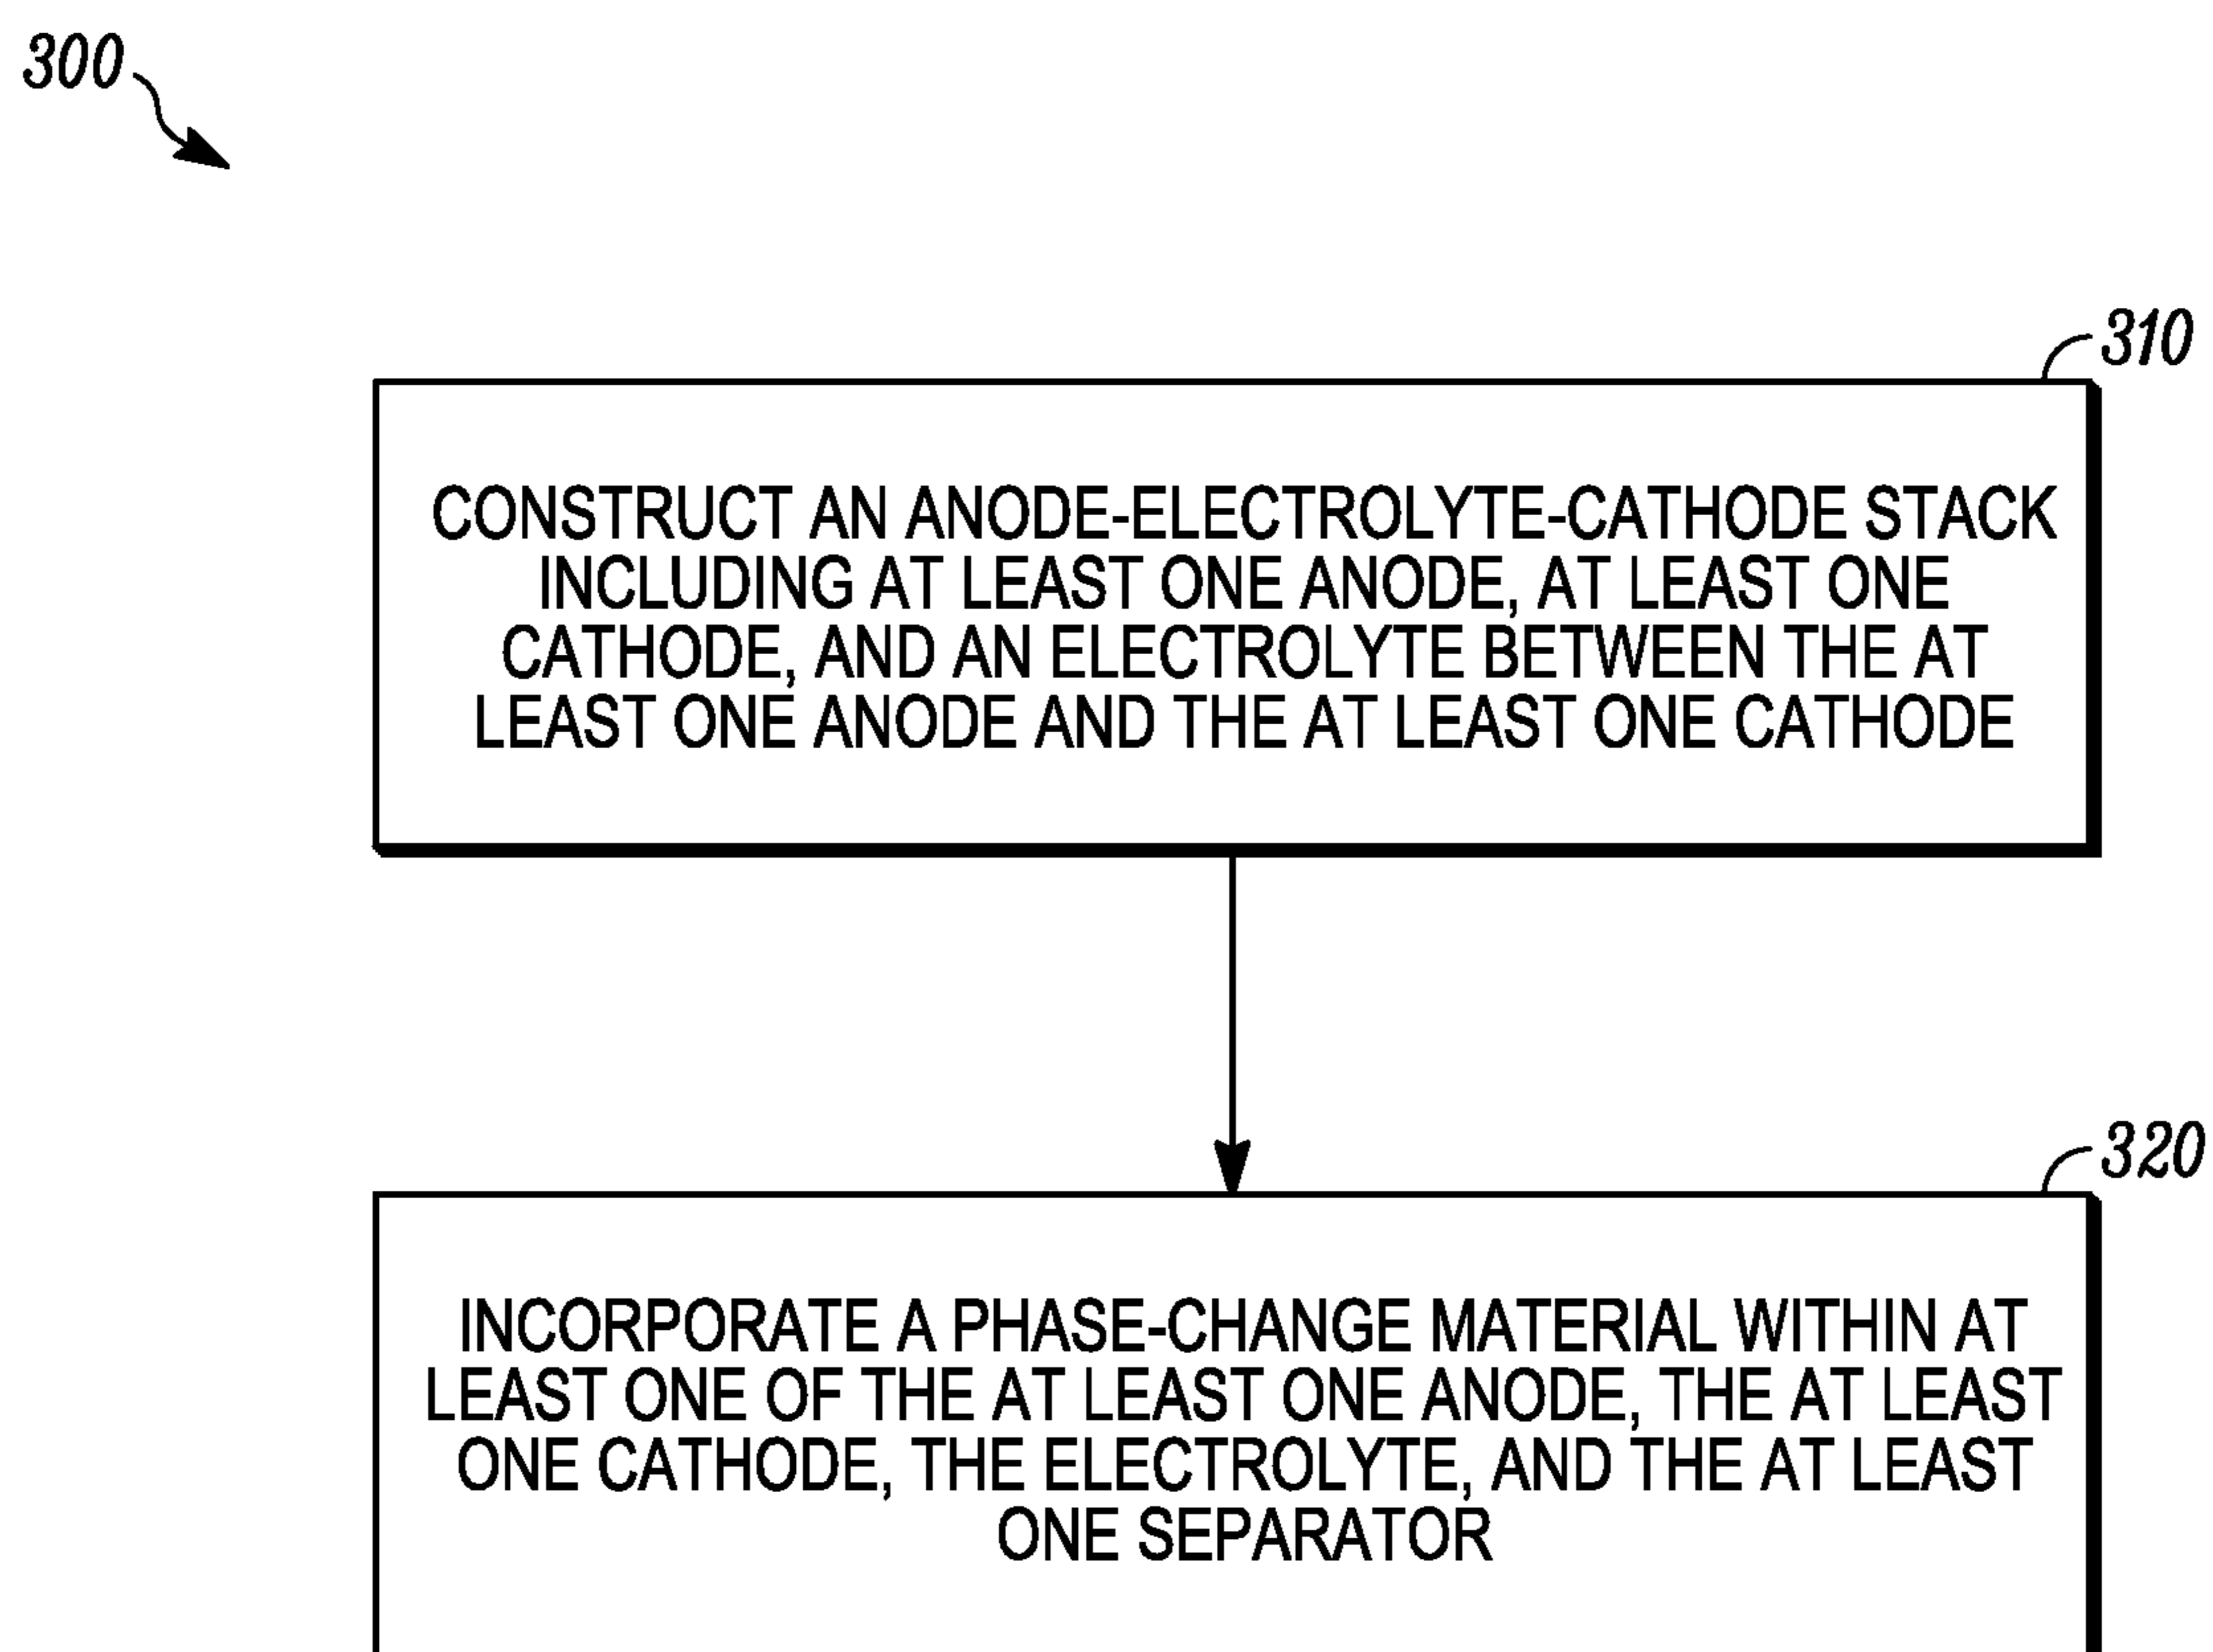 300
310
CONSTRUCT AN ANODE-ELECTROLYTE-CATHODE STACK
INCLUDING AT LEAST ONE ANODE, AT LEAST ONE
CATHODE, AND AN ELECTROLYTE BETWEEN THE AT
LEAST ONE ANODE AND THE AT LEAST ONE CATHODE
320
INCORPORATE A PHASE-CHANGE MATERIAL WITHIN AT
LEAST ONE OF THE AT LEAST ONE ANODE, THE AT LEAST
ONE CATHODE, THE ELECTROLYTE, AND THE AT LEAST
ONE SEPARATOR